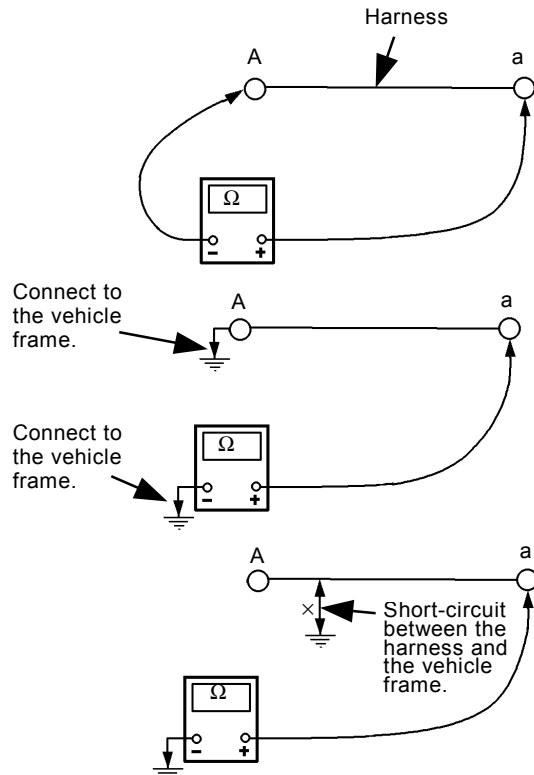 Harness
A a
Ω
- +
Connect to
the vehicle
frame.
A a
Connect to
the vehicle
frame.
Ω
- +
A a
×
Short-circuit
between the
harness and
the vehicle
frame.
Ω
- +